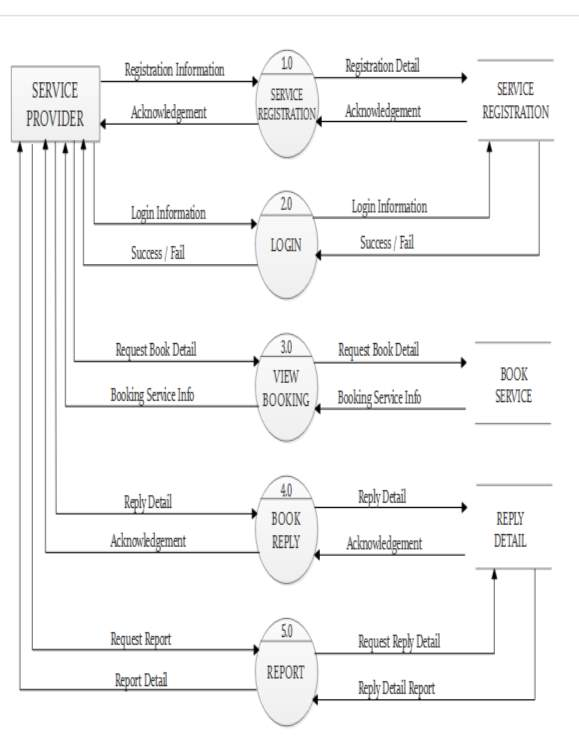 1.0
Registration Information
Registration Detail
SERVICE
PROVIDER
SERVICE
REGISTRATION
SERVICE
REGISTRATION
Acknowledgement
Acknowledgement
2.0
Login Information
Login Information
LOGIN
Success / Fail
Success / Fail
3.0
Request Book Detail
Request Book Detail
VIEW
BOOKING
BOOK
SERVICE
Booking Service Info
Booking Service Info
4.0
Reply Detail
Reply Detail
BOOK
REPLY
REPLY
DETAIL
Acknowledgement
Acknowledgement
5.0
Request Report
Request Reply Detail
REPORT
Report Detail
Reply Detail Report